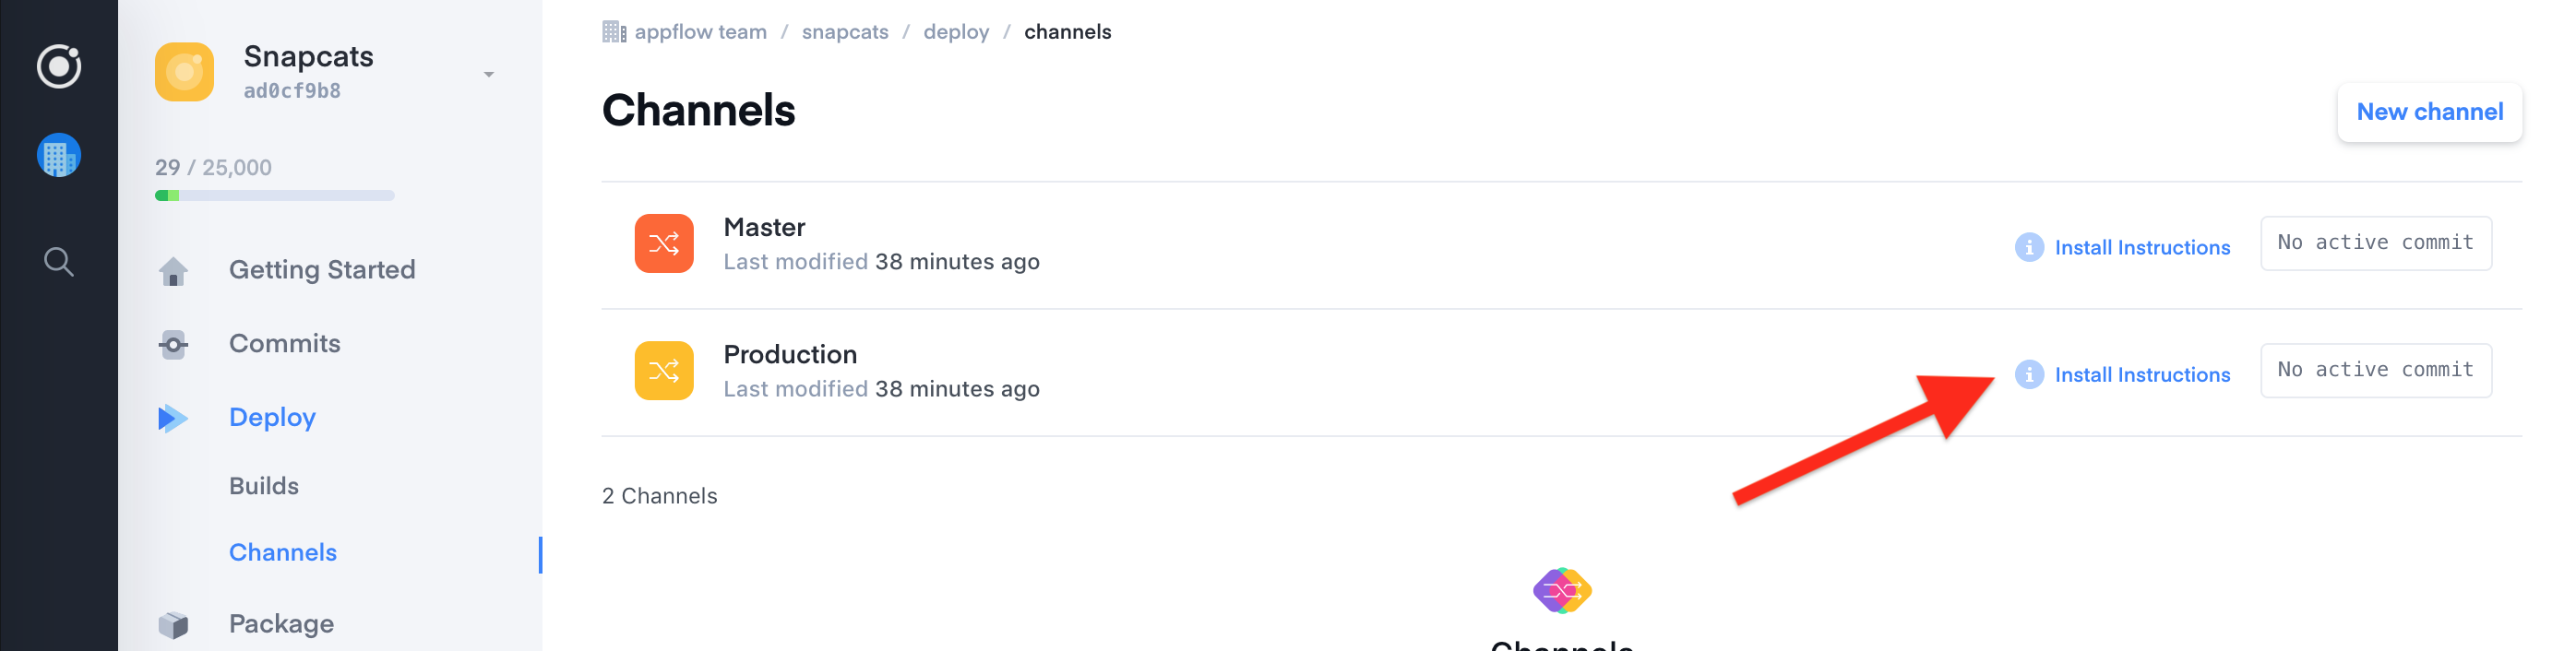 Snapcats
ad0cf9b8
29 / 25,000
Getting Started
Commits
Deploy
Builds
Channels
Package
appflow team / snapcats / deploy / channels
Channels
New channel
Master
Last modified 38 minutes ago
Install Instructions
No active commit
Production
Last modified 38 minutes ago
Install Instructions
No active commit
2 Channels
Channels